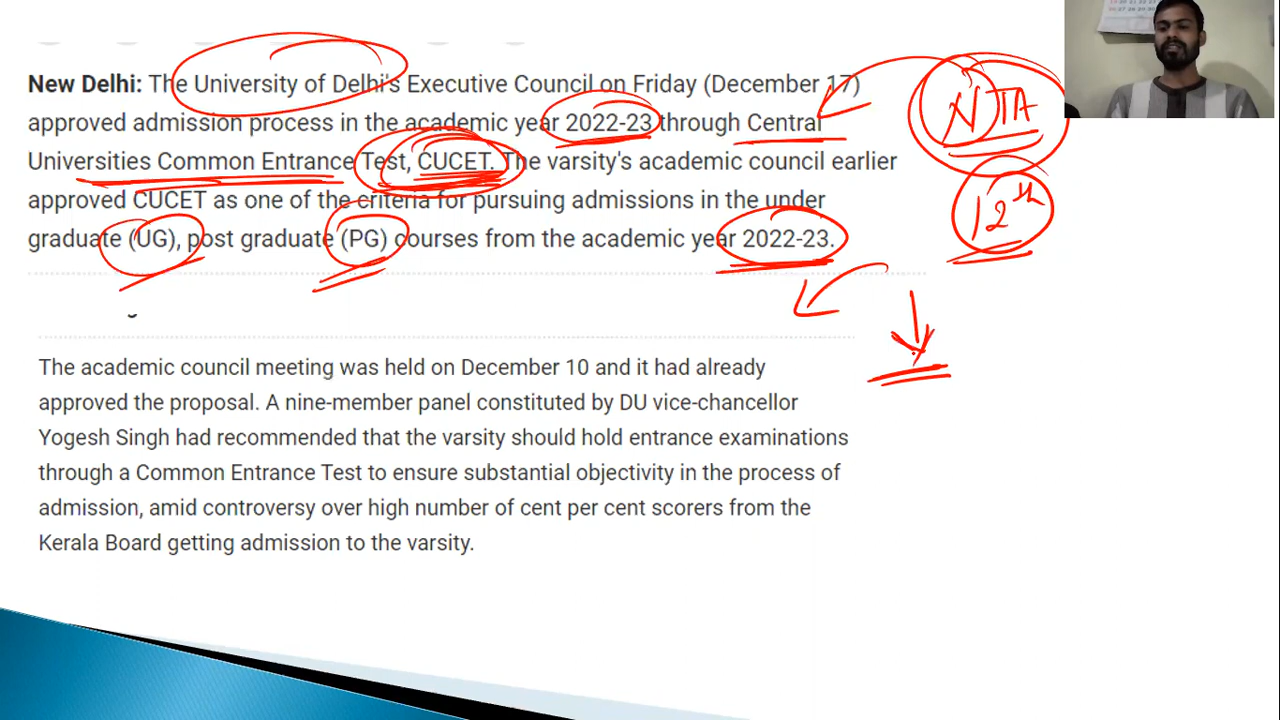 New Delhi: The University of Delhi's Executive Council on Friday (December 17)
approved admission process in the academic year 2022-23 through Central
Universities Common Entrance Test, CUCET. The varsity's academic council earlier
approved CUCET as one of the criteria for pursuing admissions in the under
graduate (UG), post graduate (PG) courses from the academic year 2022-23.
NTA
12th
The academic council meeting was held on December 10 and it had already
approved the proposal. A nine-member panel constituted by DU vice-chancellor
Yogesh Singh had recommended that the varsity should hold entrance examinations
through a Common Entrance Test to ensure substantial objectivity in the process of
admission, amid controversy over high number of cent per cent scorers from the
Kerala Board getting admission to the varsity.